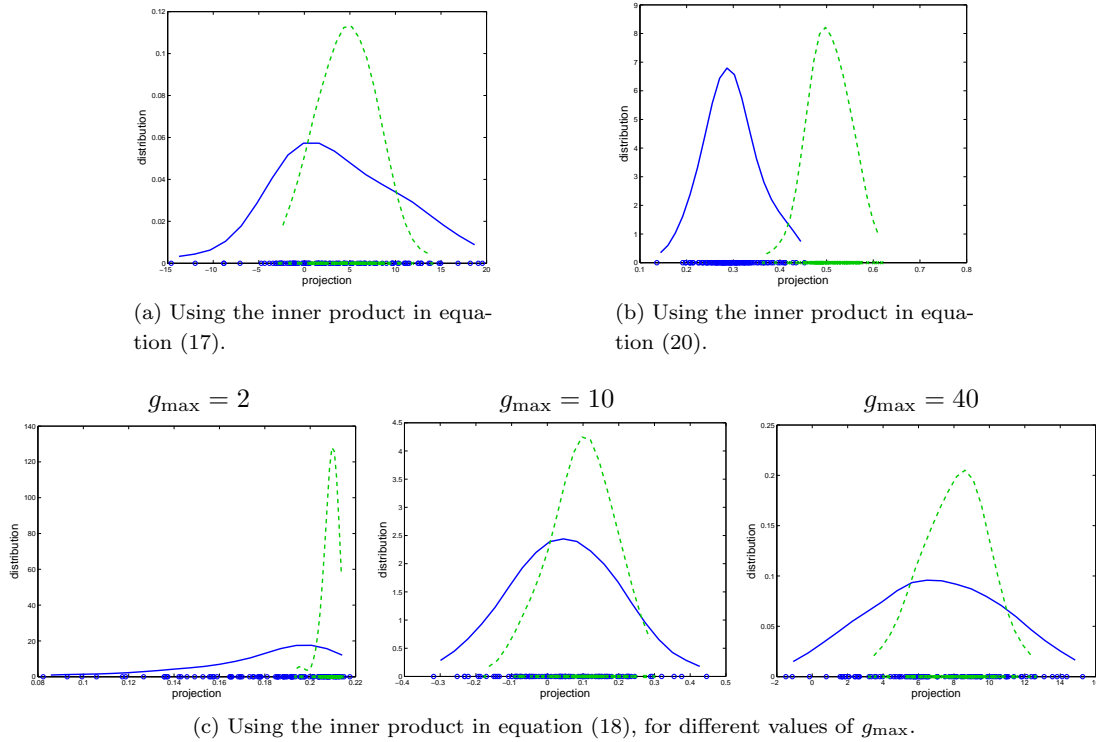 0.12
0.1
0.08
0.06
0.04
0.02
0
distribution
−15 −10 −5 0 5 10 15 20
projection
(a) Using the inner product in equa-
tion (17).
9
8
7
6
5
4
3
2
1
0
distribution
0.1 0.2 0.3 0.4 0.5 0.6 0.7 0.8
projection
(b) Using the inner product in equa-
tion (20).
g_max = 2
140
120
100
80
60
40
20
0
distribution
0.08 0.1 0.12 0.14 0.16 0.18 0.2 0.22
projection
g_max = 10
4.5
4
3.5
3
2.5
2
1.5
1
0.5
0
distribution
−0.4 −0.3 −0.2 −0.1 0 0.1 0.2 0.3 0.4 0.5
projection
g_max = 40
0.25
0.2
0.15
0.1
0.05
0
distribution
−2 0 2 4 6 8 10 12 14 16
projection
(c) Using the inner product in equation (18), for different values of g_max.